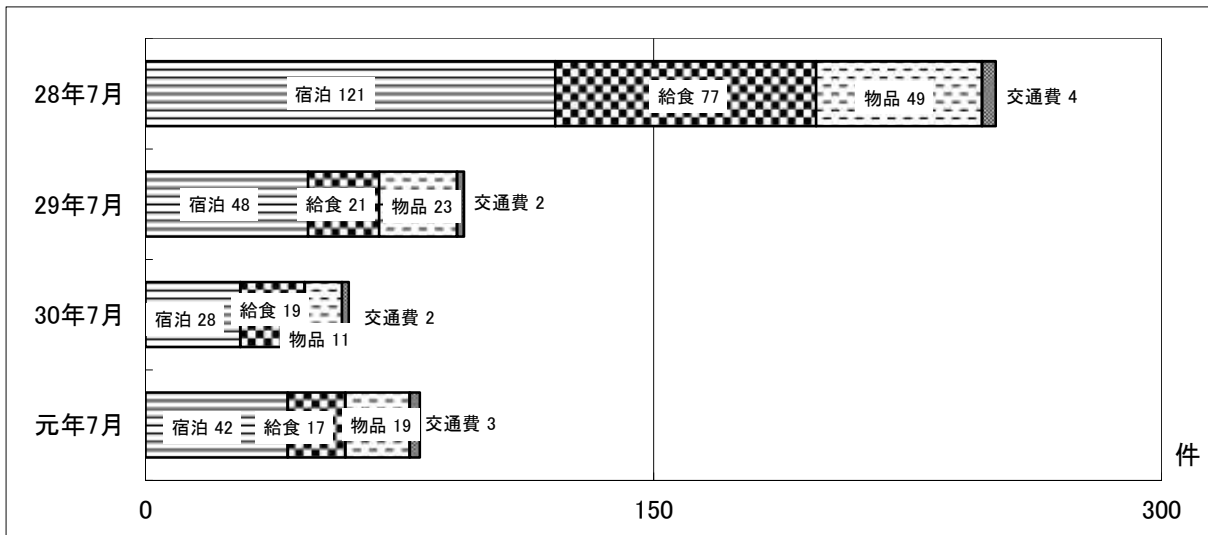 28年7月
宿泊 121
給食 77
物品 49
交通費 4
29年7月
宿泊 48
給食 21
物品 23
交通費 2
30年7月
宿泊 28
給食 19
物品 11
交通費 2
元年7月
宿泊 42
給食 17
物品 19
交通費 3
件
0
150
300